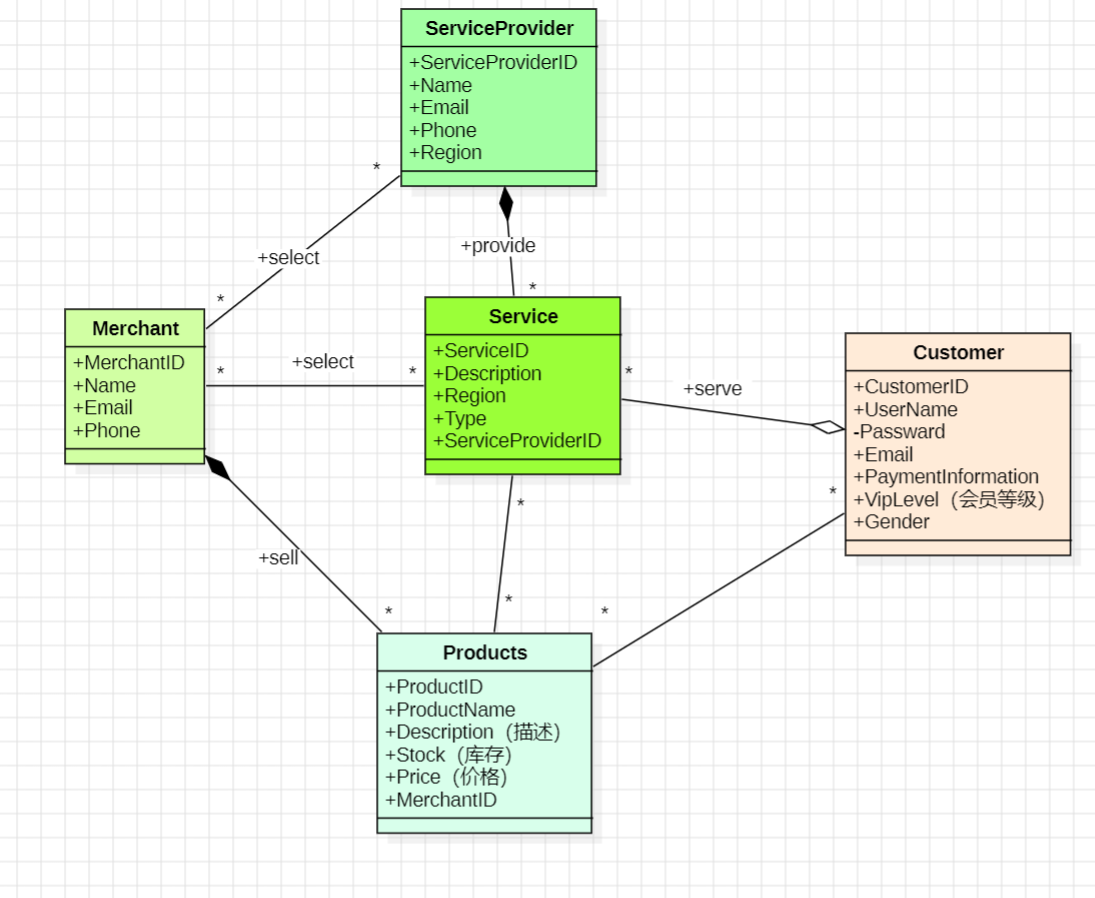 ServiceProvider
+ServiceProviderID
+Name
+Email
+Phone
+Region
*
+select
*
+provide
*
Merchant
+MerchantID
+Name
+Email
+Phone
*
+select
*
Service
+ServiceID
+Description
+Region
+Type
+ServiceProviderID
*
+serve
Customer
+CustomerID
+UserName
-Passward
+Email
+PaymentInformation
+VipLevel（会员等级）
+Gender
*
*
*
*
+sell
*
Products
+ProductID
+ProductName
+Description（描述）
+Stock（库存）
+Price（价格）
+MerchantID